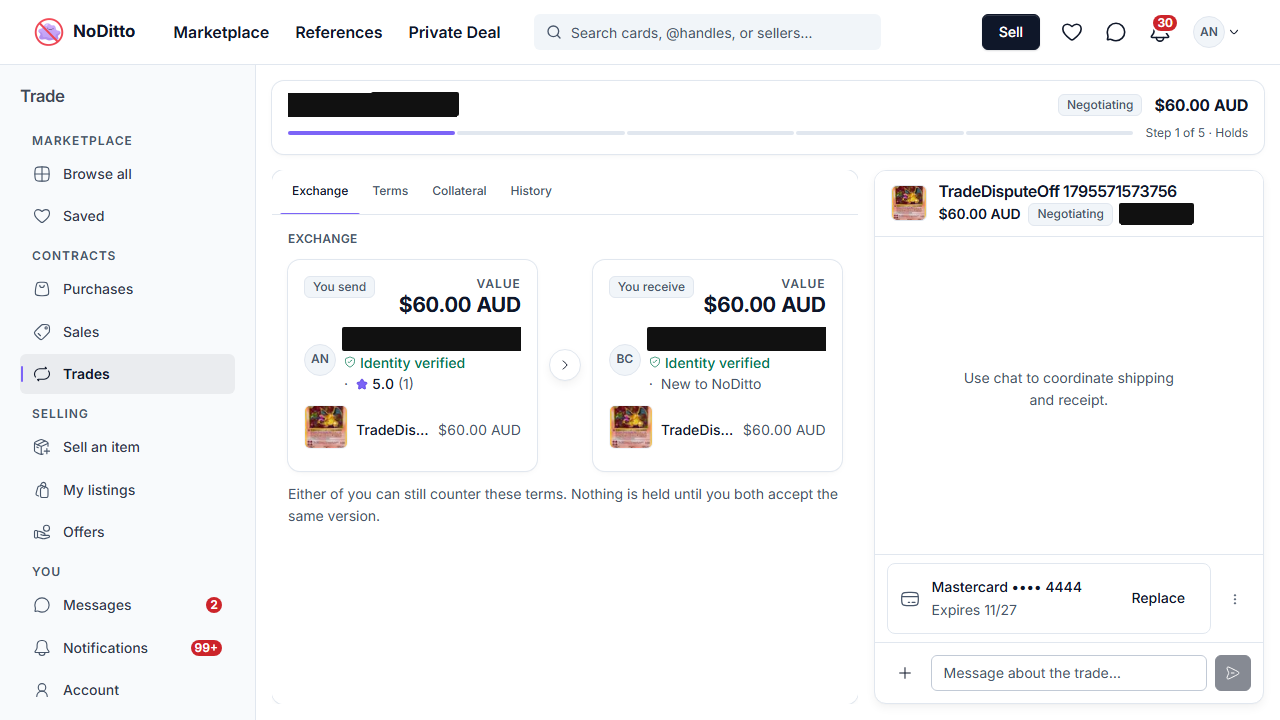 NoDitto
Marketplace
References
Private Deal
Search cards, @handles, or sellers...
Sell
30
AN
Trade
MARKETPLACE
Browse all
Saved
CONTRACTS
Purchases
Sales
Trades
SELLING
Sell an item
My listings
Offers
YOU
Messages 2
Notifications 99+
Account
Negotiating $60.00 AUD
Step 1 of 5 · Holds
Exchange Terms Collateral History
EXCHANGE
You send
VALUE
$60.00 AUD
AN
Identity verified
· 5.0 (1)
TradeDis... $60.00 AUD
You receive
VALUE
$60.00 AUD
BC
Identity verified
· New to NoDitto
TradeDis... $60.00 AUD
Either of you can still counter these terms. Nothing is held until you both accept the
same version.
TradeDisputeOff 1795571573756
$60.00 AUD Negotiating
Use chat to coordinate shipping
and receipt.
Mastercard •••• 4444
Expires 11/27
Replace
Message about the trade...